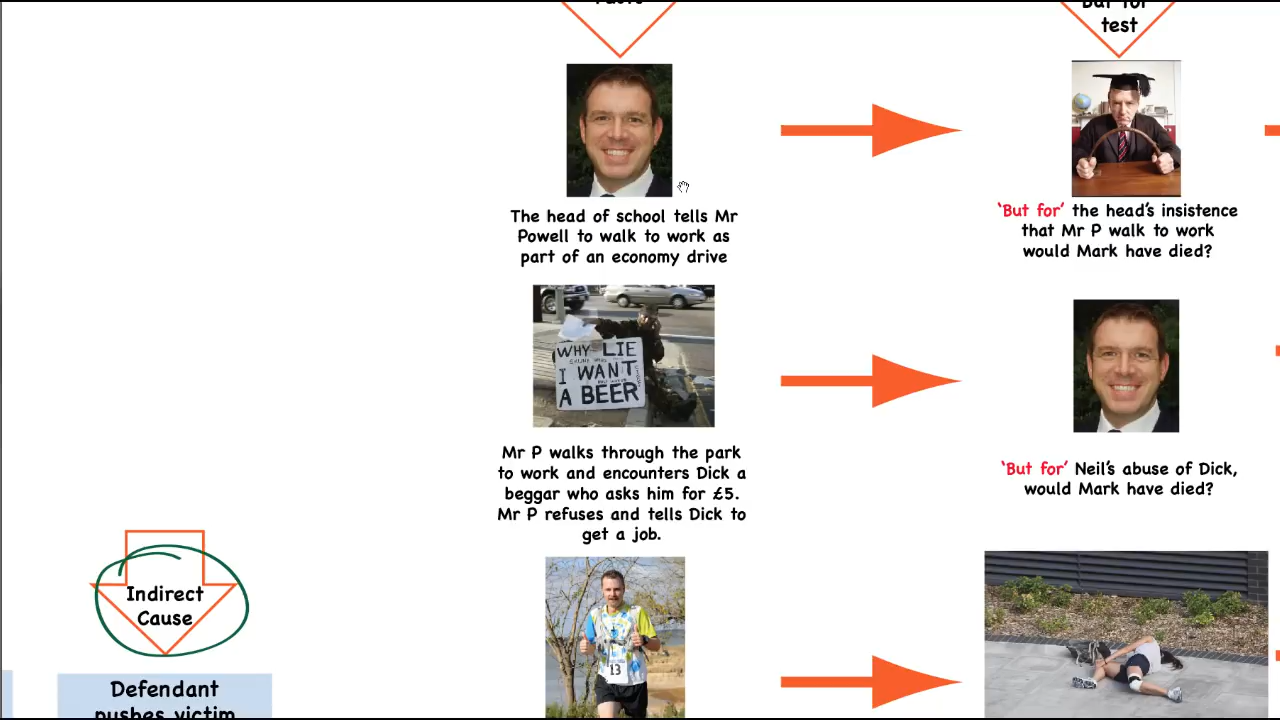 But for
test
The head of school tells Mr
Powell to walk to work as
part of an economy drive
'But for' the head's insistence
that Mr P walk to work
would Mark have died?
WHY LIE
I WANT
A BEER
Mr P walks through the park
to work and encounters Dick a
beggar who asks him for £5.
Mr P refuses and tells Dick to
get a job.
'But for' Neil's abuse of Dick,
would Mark have died?
13
Indirect
Cause
Defendant
pushes victim